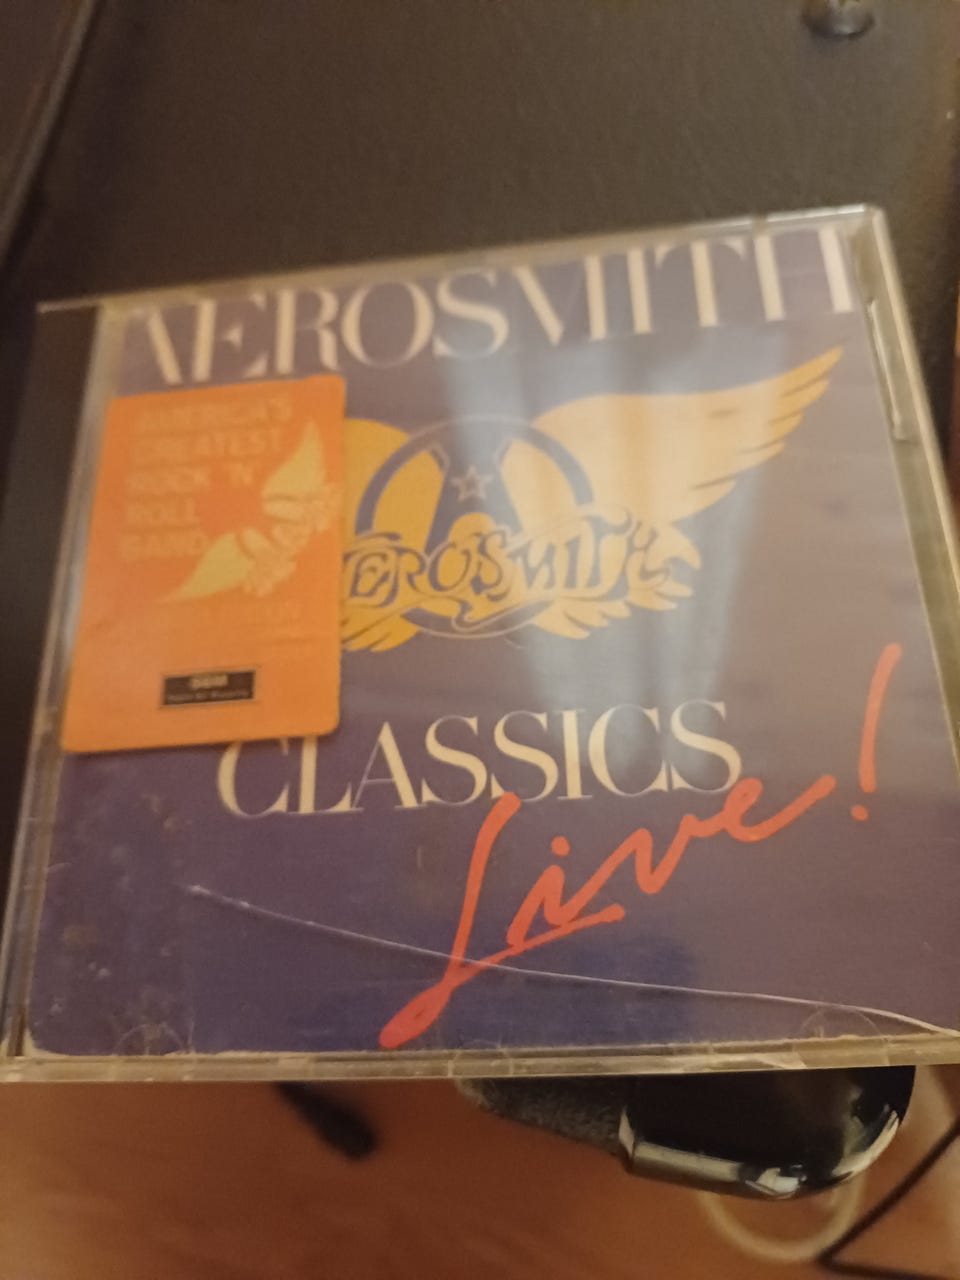 AEROSMITH
AMERICA'S
GREATEST
ROCK 'N'
ROLL
BAND
AEROSMITH
CLASSICS
Live!